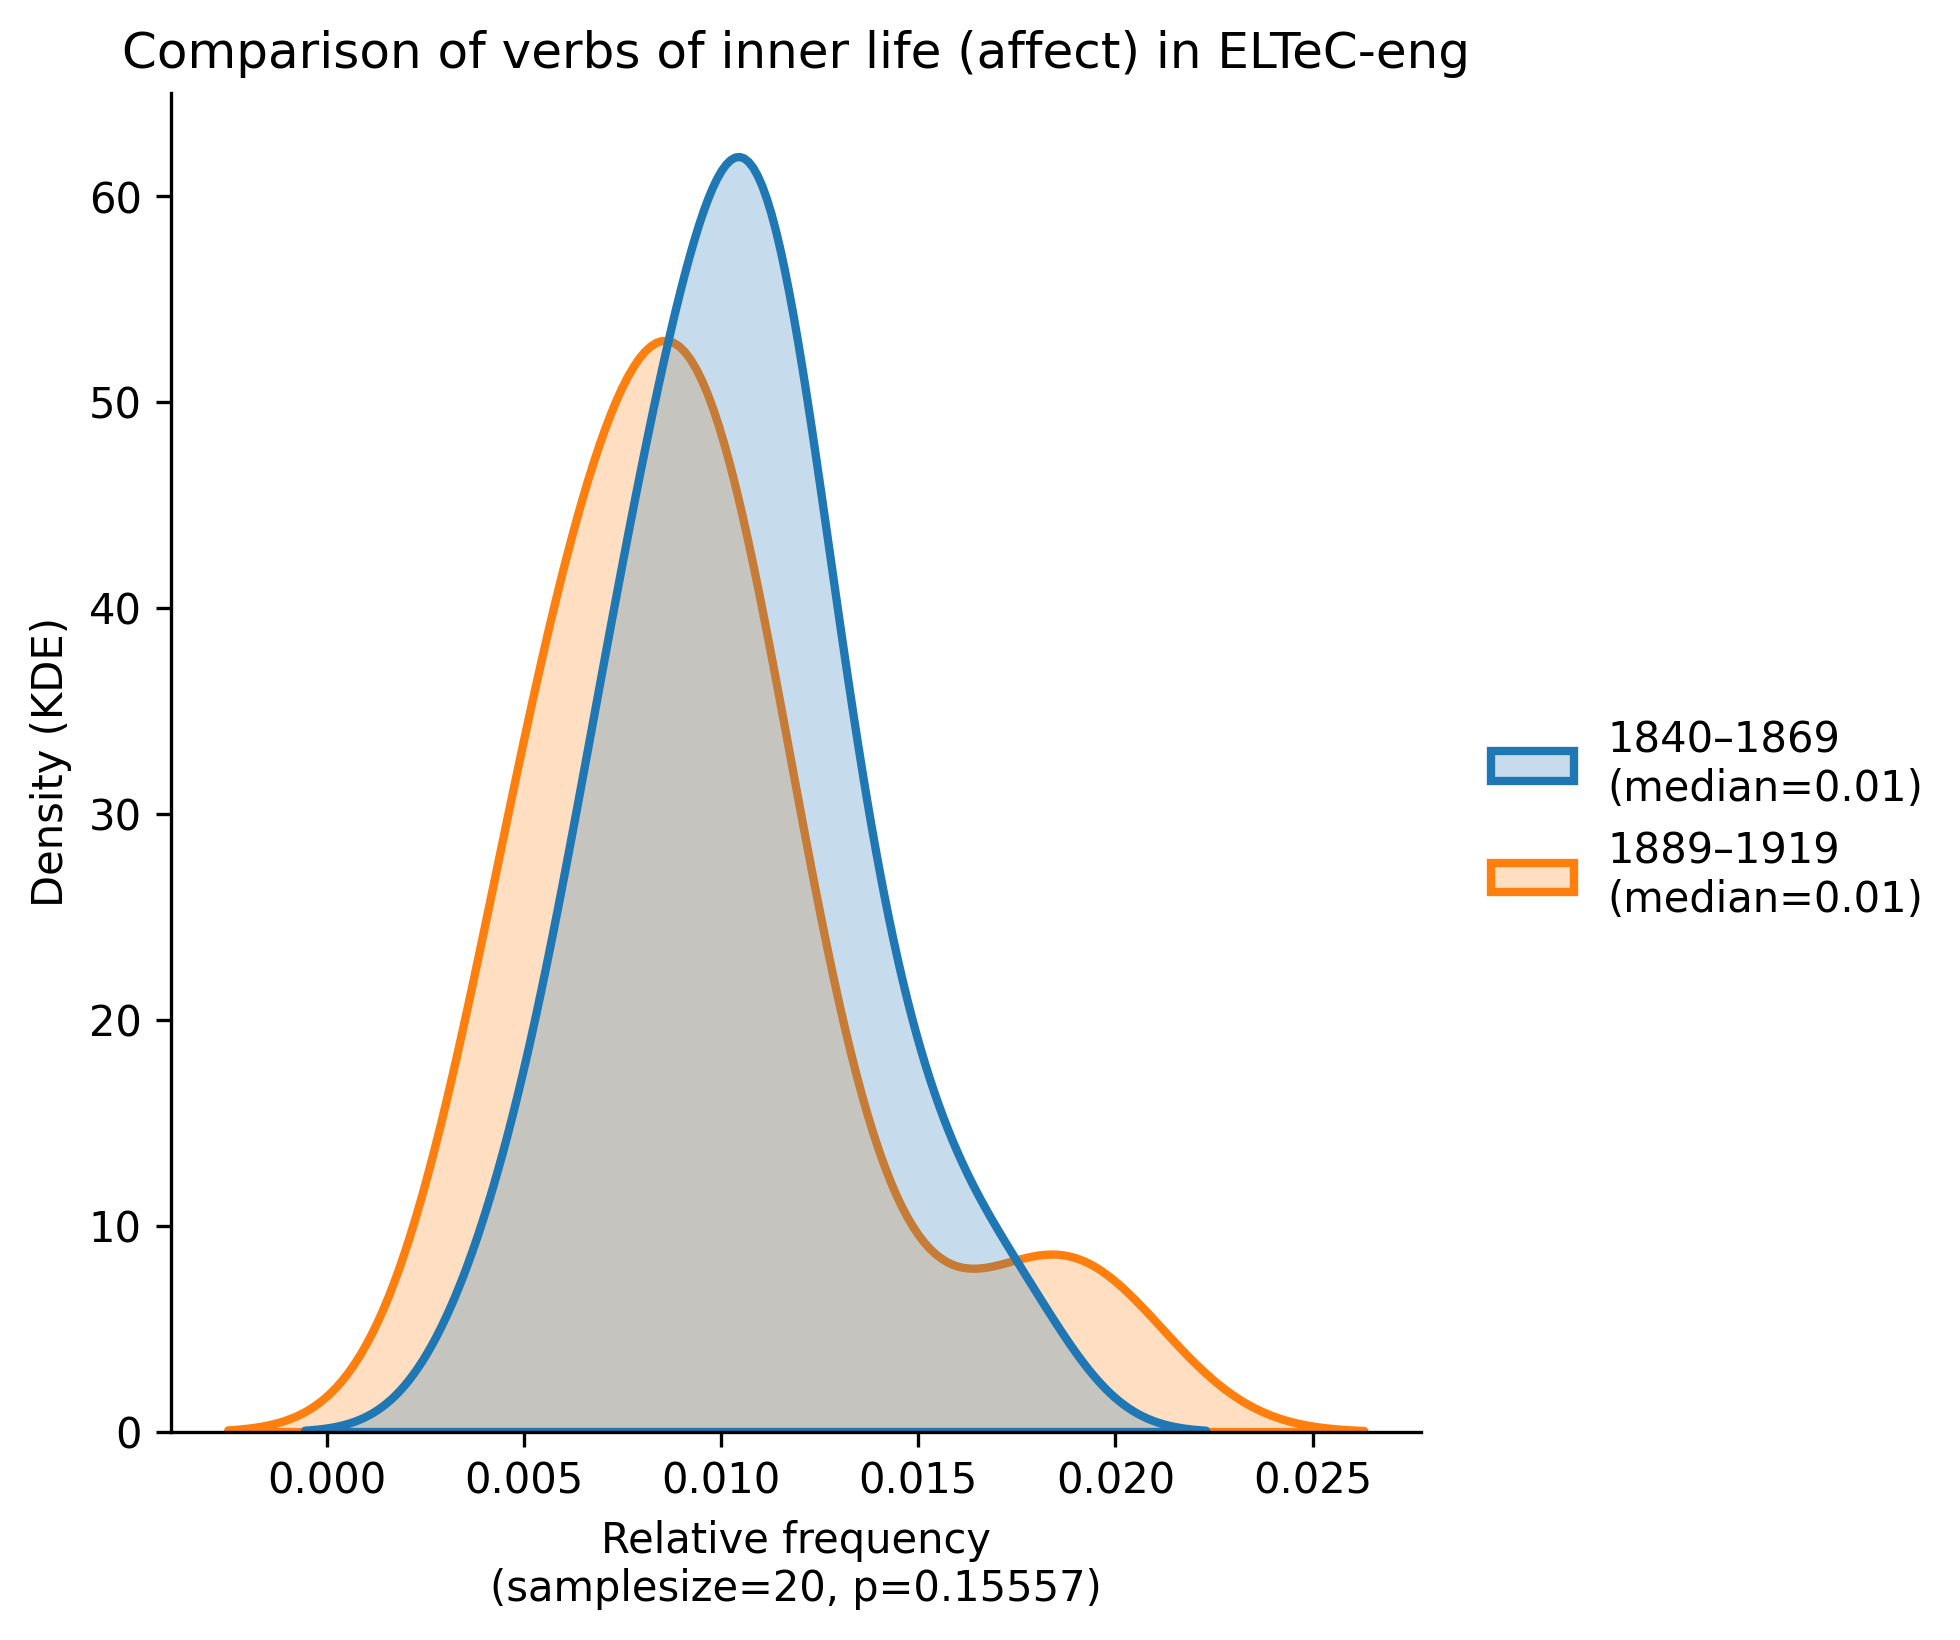 Comparison of verbs of inner life (affect) in ELTeC-eng
Density (KDE)
60
50
40
30
20
10
0
0.000 0.005 0.010 0.015 0.020 0.025
Relative frequency
(samplesize=20, p=0.15557)
1840–1869
(median=0.01)
1889–1919
(median=0.01)